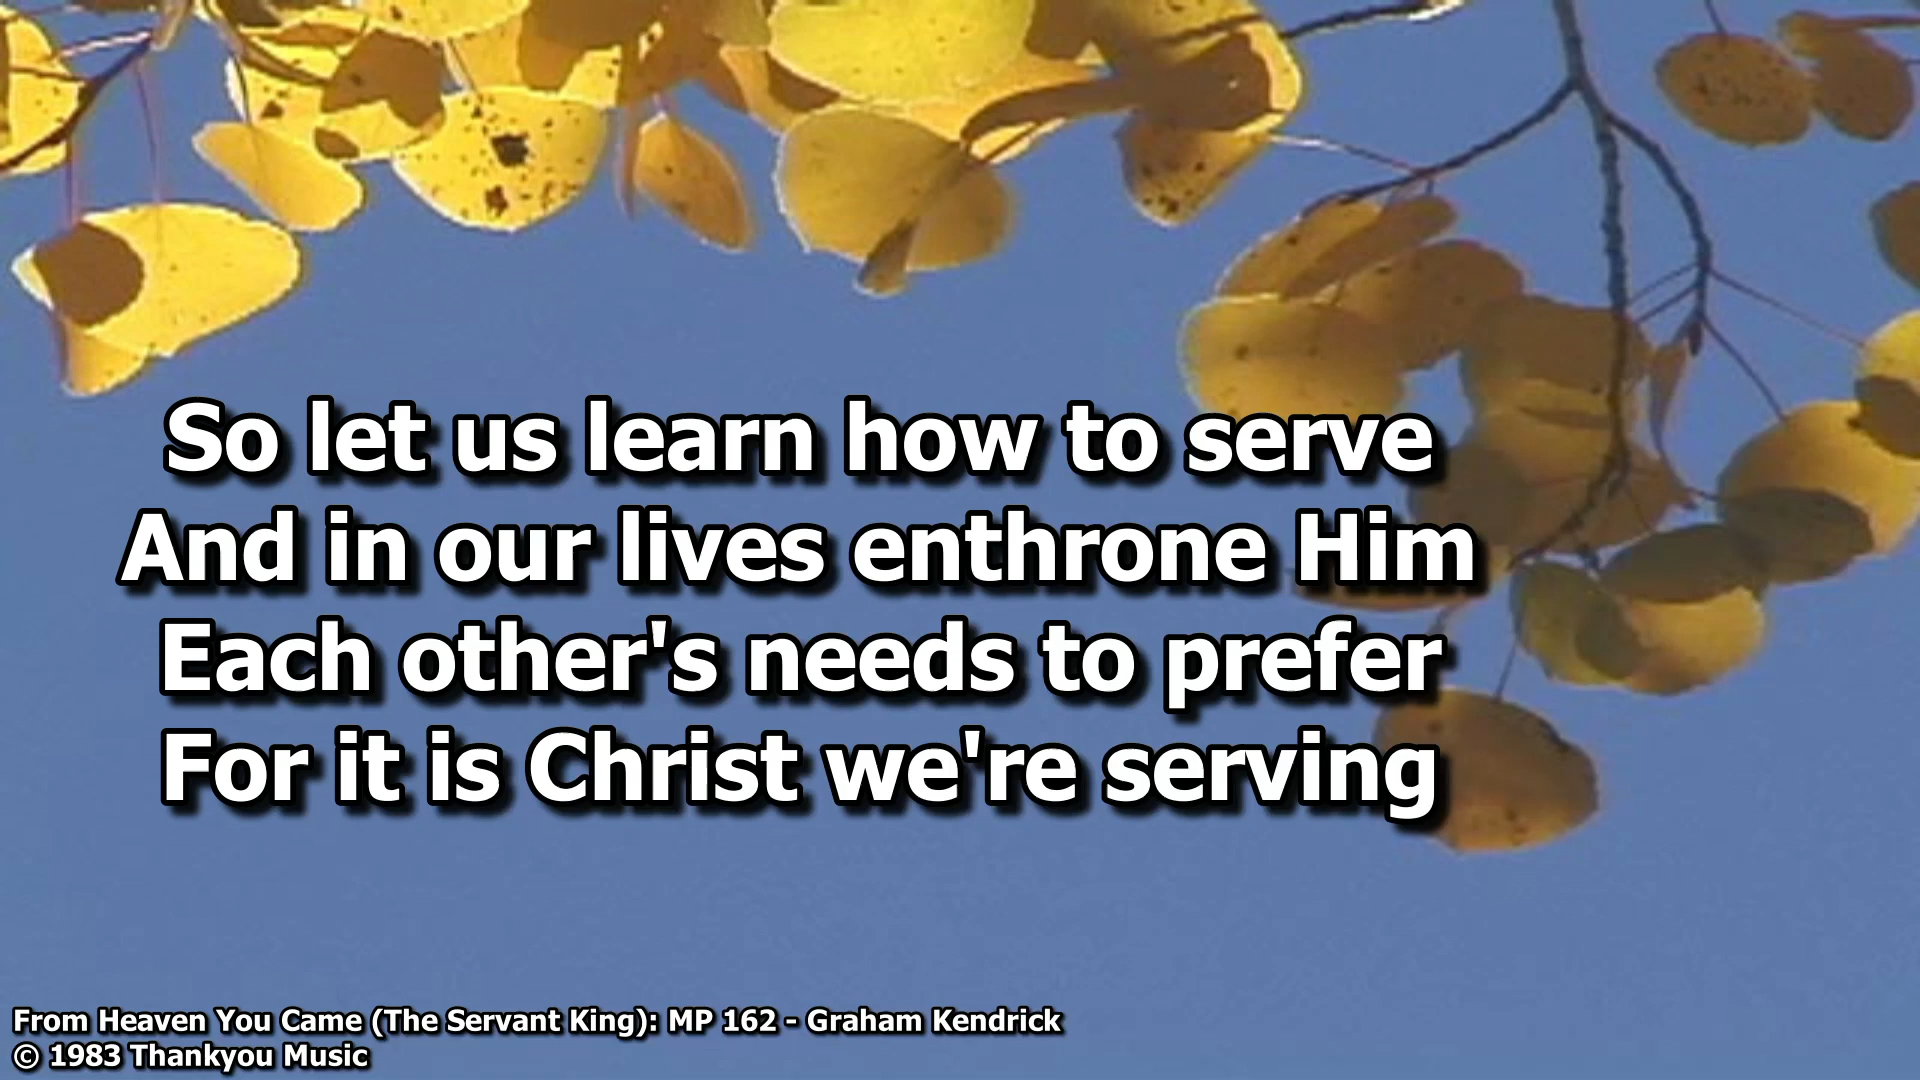 So let us learn how to serve
And in our lives enthrone Him
Each other's needs to prefer
For it is Christ we're serving
From Heaven You Came (The Servant King): MP 162 - Graham Kendrick
© 1983 Thankyou Music